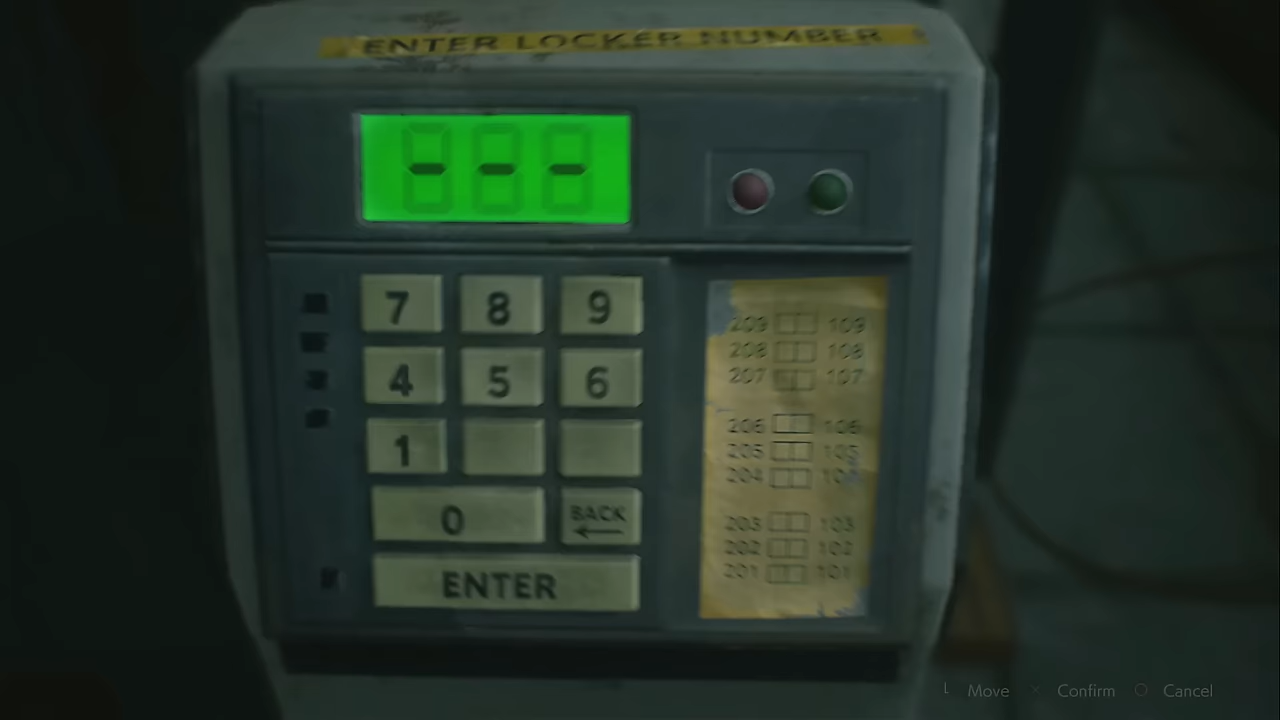 ENTER LOCKER NUMBER
- - -
7 8 9
4 5 6
1
0 BACK
ENTER
209 109
208 108
207 107
206 106
205 105
204
203 103
202 102
201 101
L Move Confirm Cancel